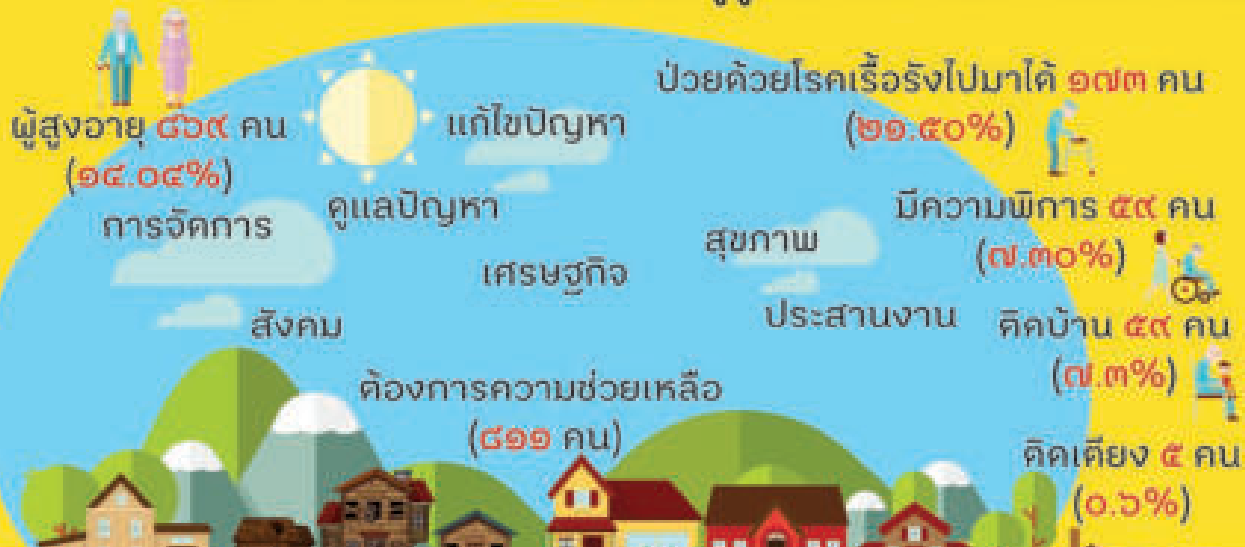 ป่วยด้วยโรคเรื้อรังไปมาได้ ๑๗๓ คน
(๒๑.๕๐%)
ผู้สูงอายุ ๘๖๙ คน
(๑๔.๐๔%)
แก้ไขปัญหา
ดูแลปัญหา
การจัดการ
มีความพิการ ๕๙ คน
(๗.๓๐%)
สุขภาพ
เศรษฐกิจ
สังคม
ประสานงาน
ติดบ้าน ๕๙ คน
(๗.๓%)
ต้องการความช่วยเหลือ
(๘๑๑ คน)
ติดเตียง ๕ คน
(๐.๖%)